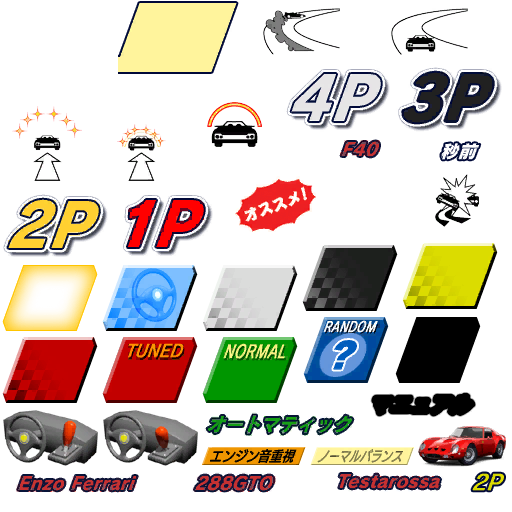 4P
3P
F40
秒前
2P
1P
オススメ!
RANDOM
?
TUNED
NORMAL
マニュアル
オートマティック
エンジン音重視
ノーマルバランス
Enzo Ferrari
288GTO
Testarossa
2P